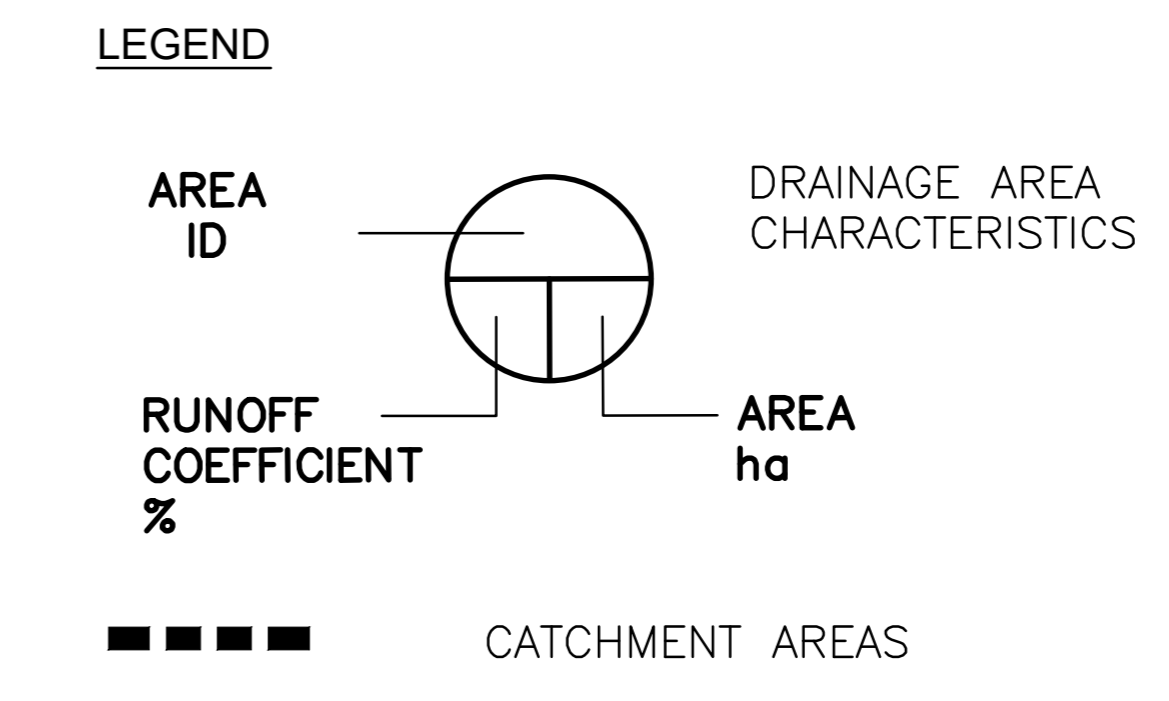 LEGEND
AREA
ID
DRAINAGE AREA
CHARACTERISTICS
RUNOFF
COEFFICIENT
%
AREA
ha
CATCHMENT AREAS